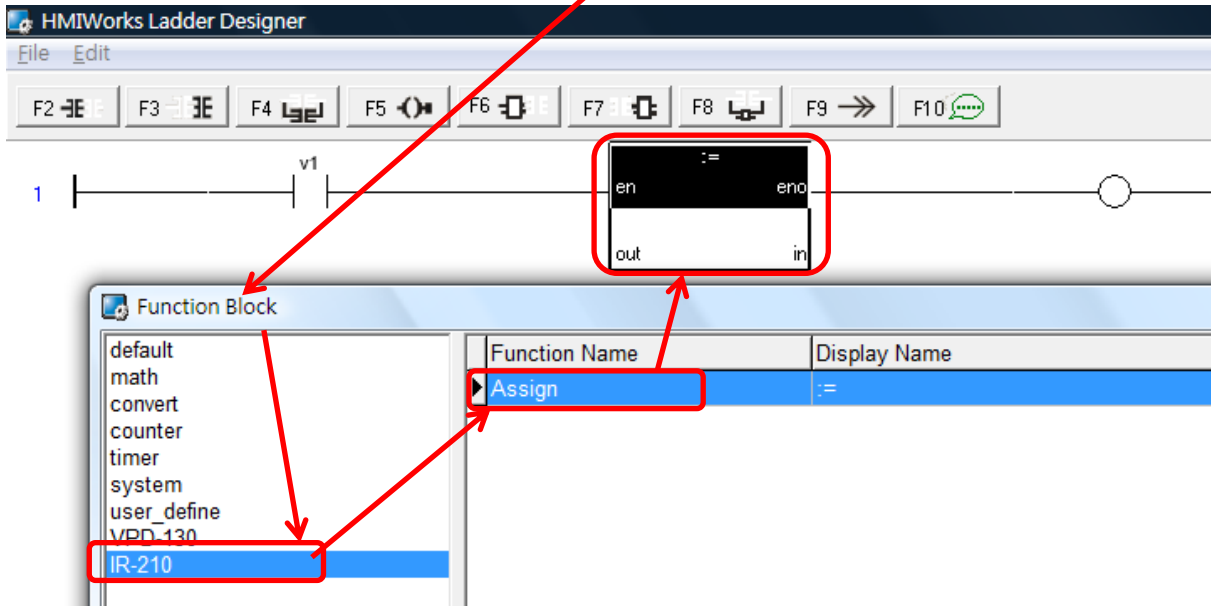 HMIWorks Ladder Designer
File Edit
F2 F3 F4 F5 F6 F7 F8 F9 F10
v1
:=
1
en eno
out in
Function Block
default
math
convert
counter
timer
system
user_define
VPD-130
IR-210
Function Name Display Name
Assign :=